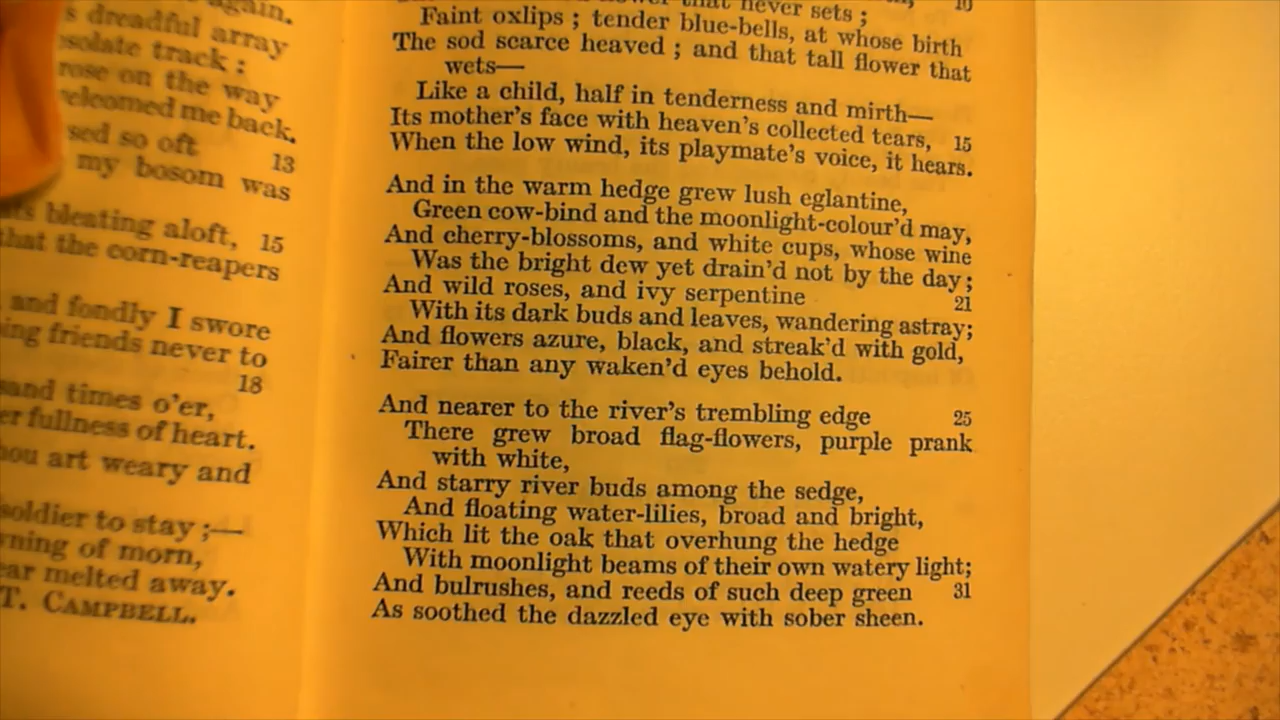 again.
dreadful array
track :
rose on the way
welcomed me back.
so oft 13
my bosom was
bleating aloft, 15
that the corn-reapers
and fondly I swore
friends never to
18
times o'er,
fullness of heart.
thou art weary and
soldier to stay ;—
of morn,
melted away.
T. CAMPBELL.
that never sets ; 10
Faint oxlips ; tender blue-bells, at whose birth
The sod scarce heaved ; and that tall flower that
wets—
Like a child, half in tenderness and mirth—
Its mother's face with heaven's collected tears, 15
When the low wind, its playmate's voice, it hears.
And in the warm hedge grew lush eglantine,
Green cow-bind and the moonlight-colour'd may,
And cherry-blossoms, and white cups, whose wine
Was the bright dew yet drain'd not by the day;
And wild roses, and ivy serpentine 21
With its dark buds and leaves, wandering astray;
And flowers azure, black, and streak'd with gold,
Fairer than any waken'd eyes behold.
And nearer to the river's trembling edge 25
There grew broad flag-flowers, purple prank
with white,
And starry river buds among the sedge,
And floating water-lilies, broad and bright,
Which lit the oak that overhung the hedge
With moonlight beams of their own watery light;
And bulrushes, and reeds of such deep green 31
As soothed the dazzled eye with sober sheen.